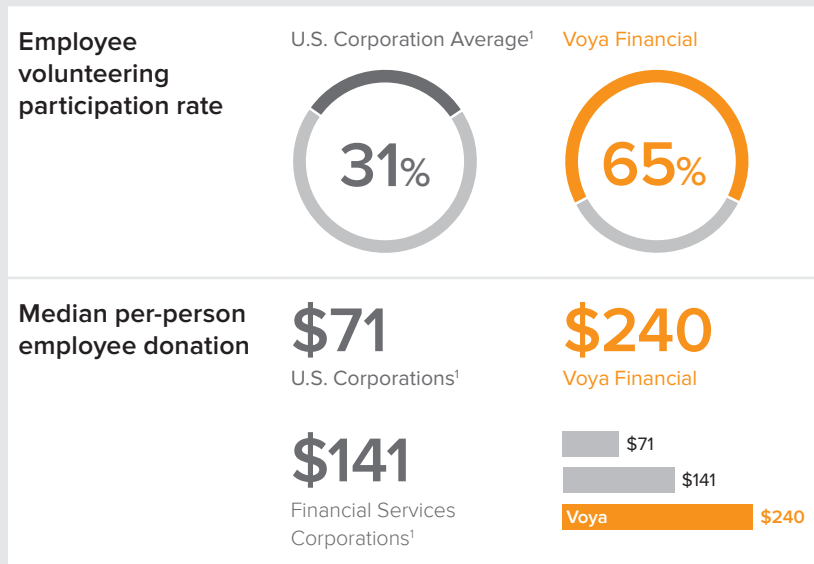 Employee
volunteering
participation rate
U.S. Corporation Average¹
31%
Voya Financial
65%
Median per-person
employee donation
$71
U.S. Corporations¹
$240
Voya Financial
$141
Financial Services
Corporations¹
$71
$141
Voya $240